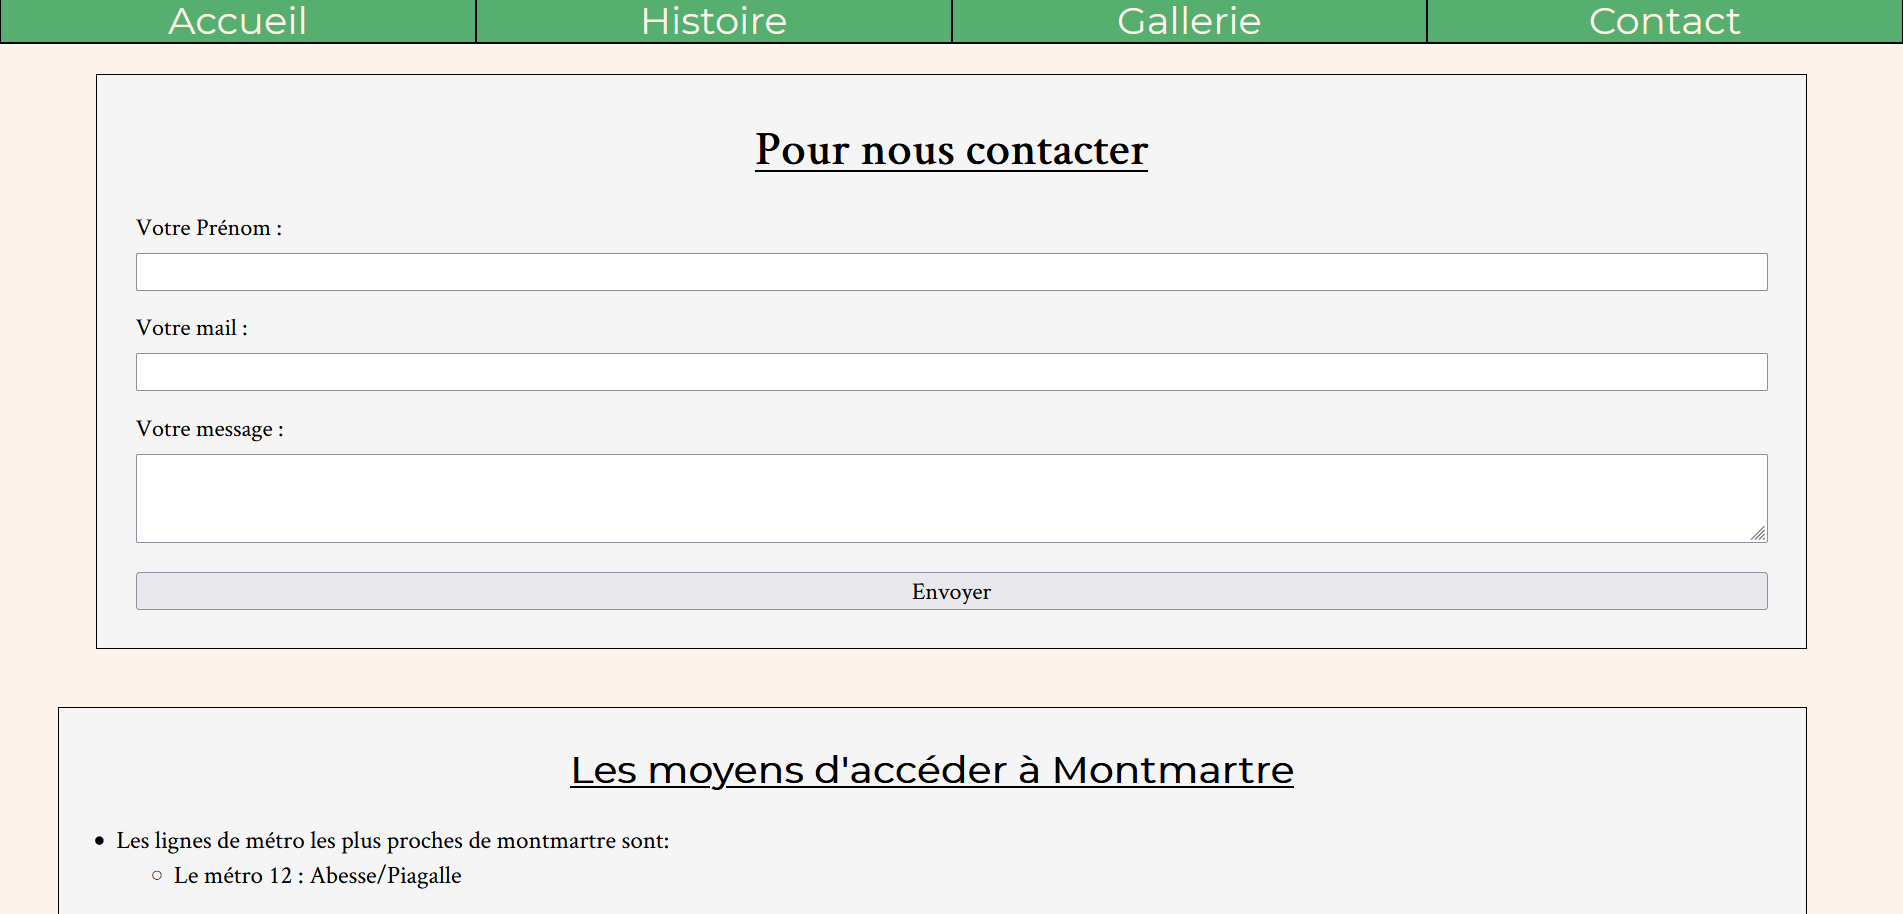 Accueil Histoire Gallerie Contact
Pour nous contacter
Votre Prénom :
Votre mail :
Votre message :
Envoyer
Les moyens d'accéder à Montmartre
Les lignes de métro les plus proches de montmartre sont:
Le métro 12 : Abesse/Piagalle